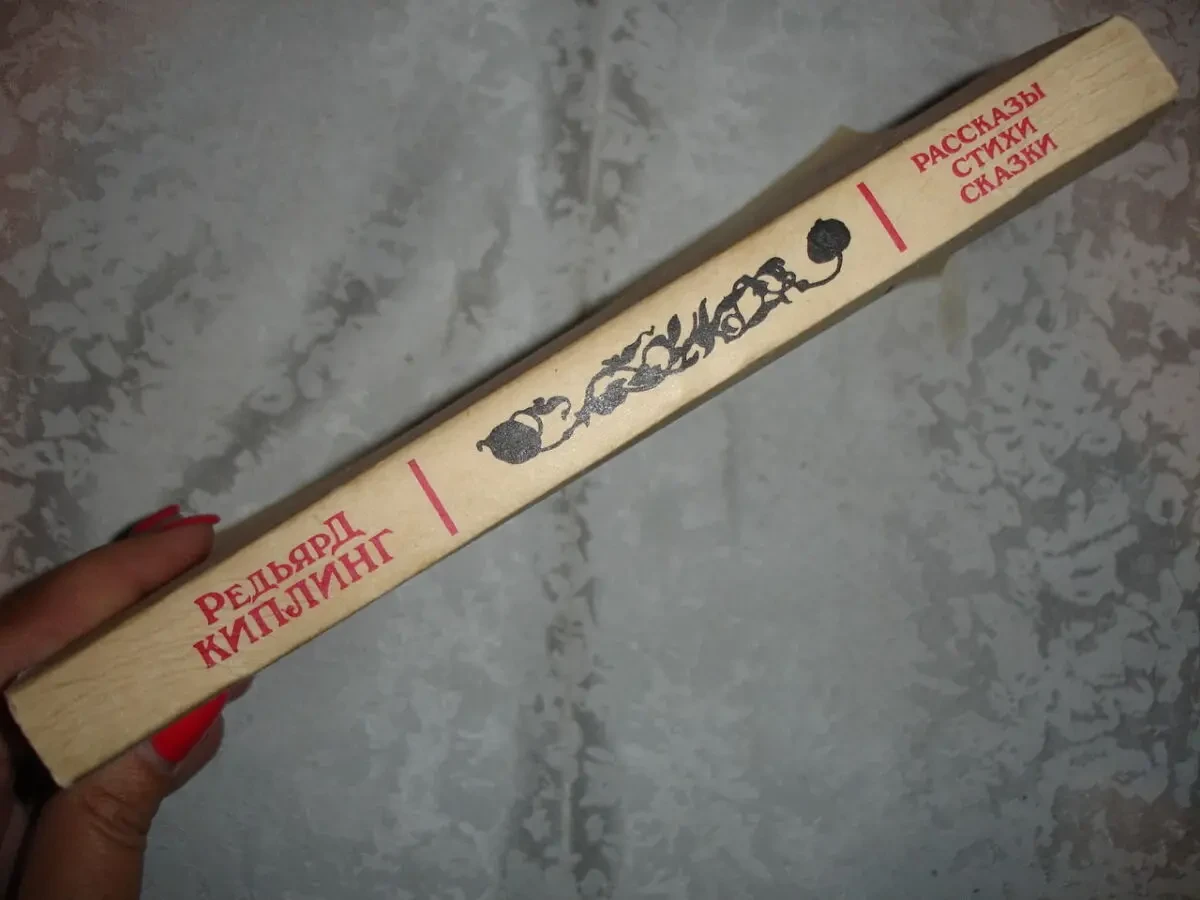 Редьярд
Киплинг
Рассказы
Стихи
Сказки